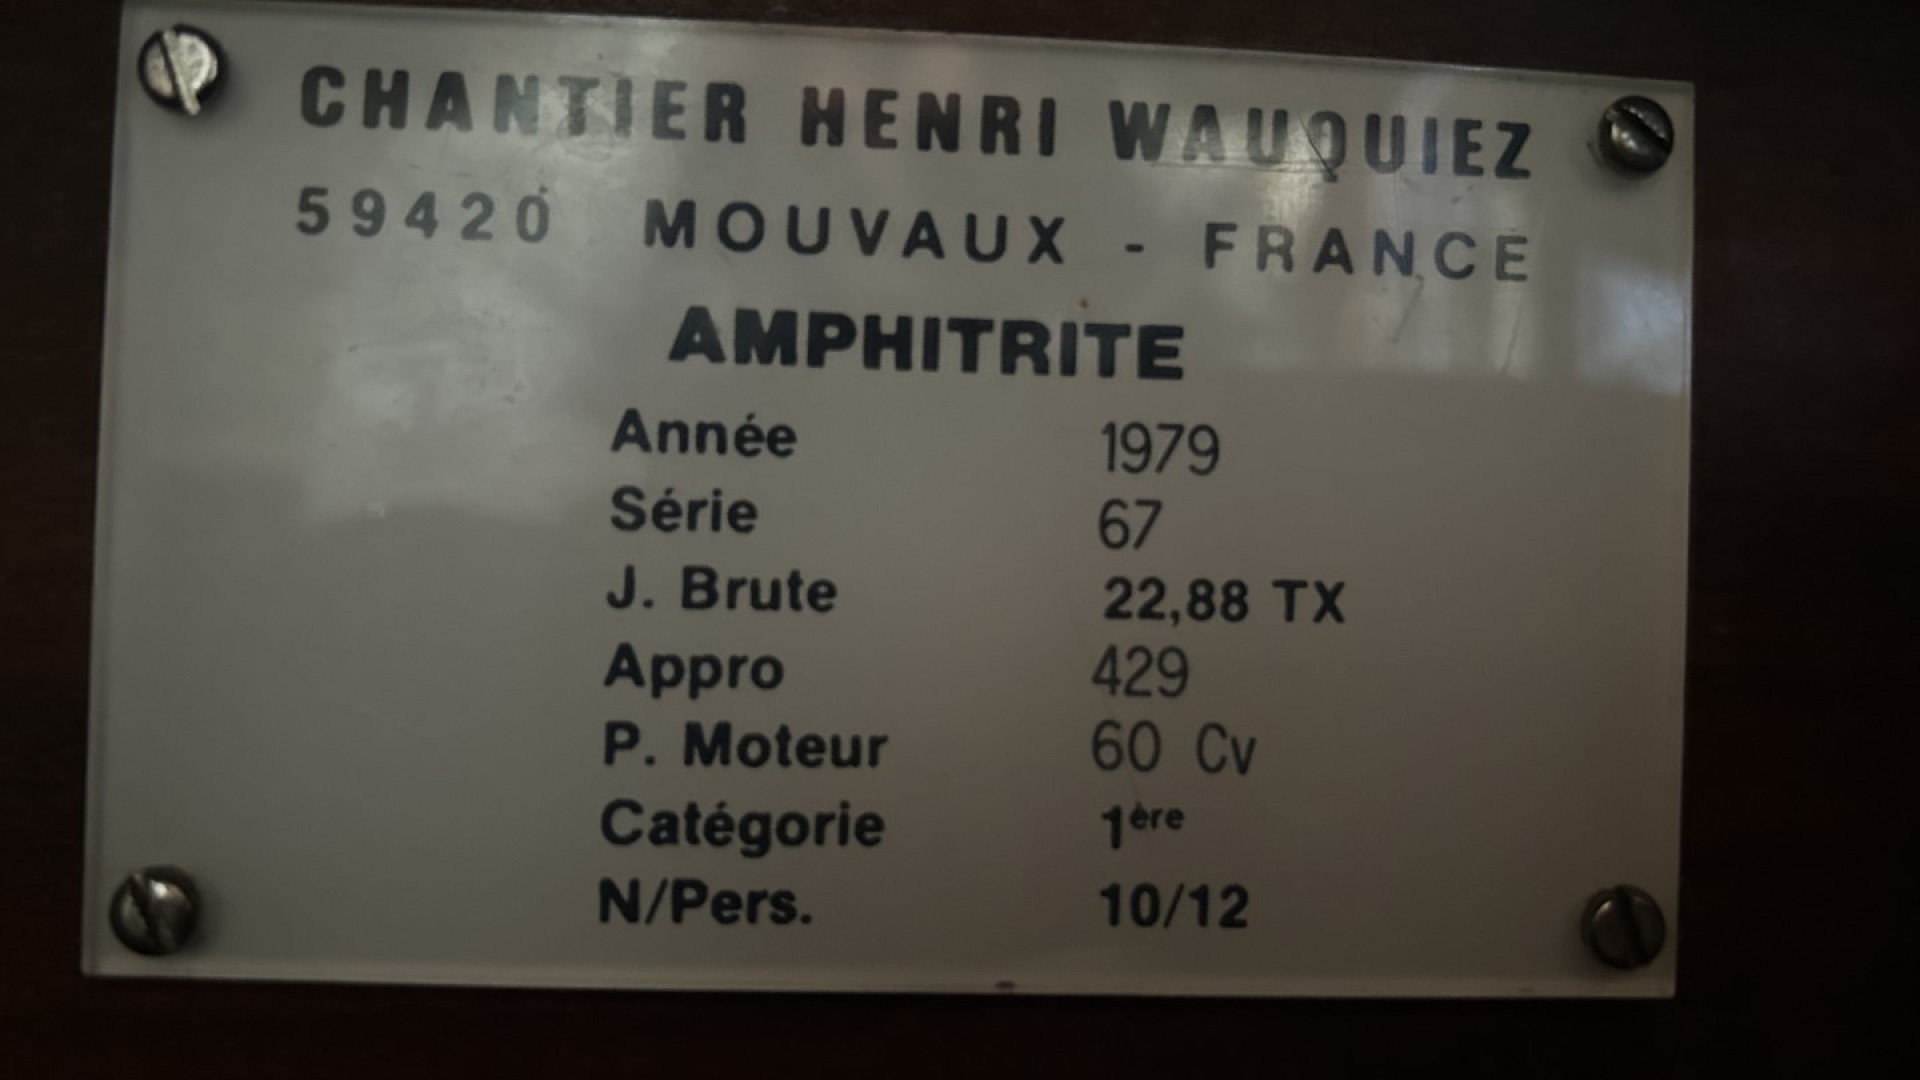 CHANTIER HENRI WAUQUIEZ
59420 MOUVAUX - FRANCE
AMPHITRITE
Année 1979
Série 67
J. Brute 22,88 TX
Appro 429
P. Moteur 60 Cv
Catégorie 1ère
N/Pers. 10/12